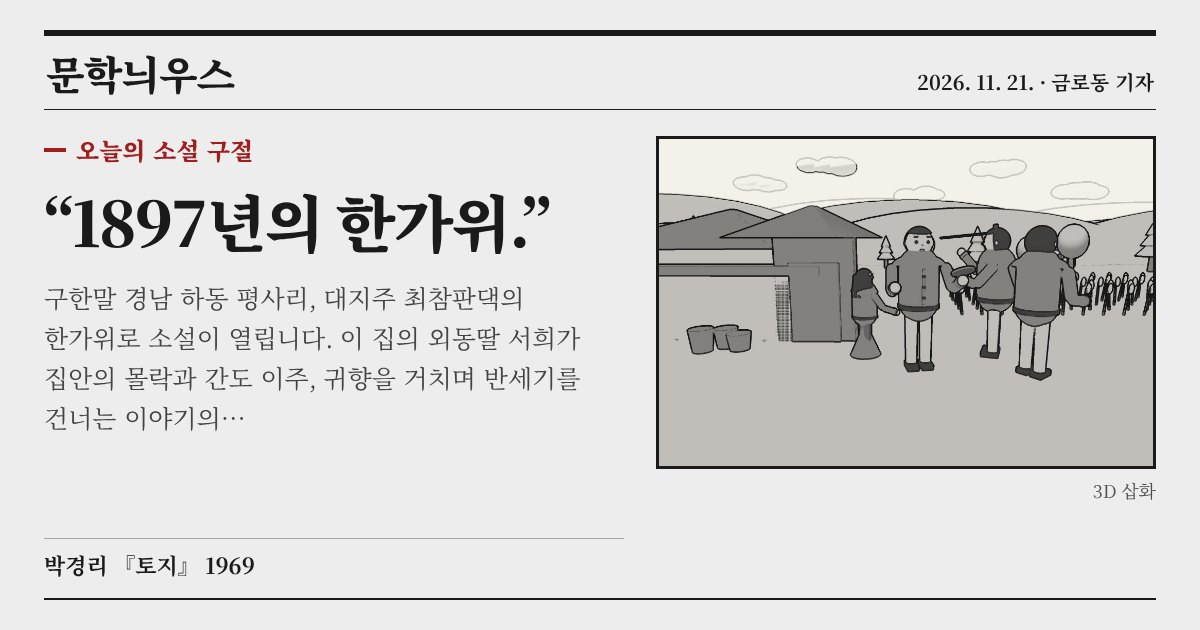 문학늬우스
2026. 11. 21. · 금로동 기자
오늘의 소설 구절
“1897년의 한가위.”
구한말 경남 하동 평사리, 대지주 최참판댁의
한가위로 소설이 열립니다. 이 집의 외동딸 서희가
집안의 몰락과 간도 이주, 귀향을 거치며 반세기를
건너는 이야기의…
3D 삽화
박경리 『토지』 1969